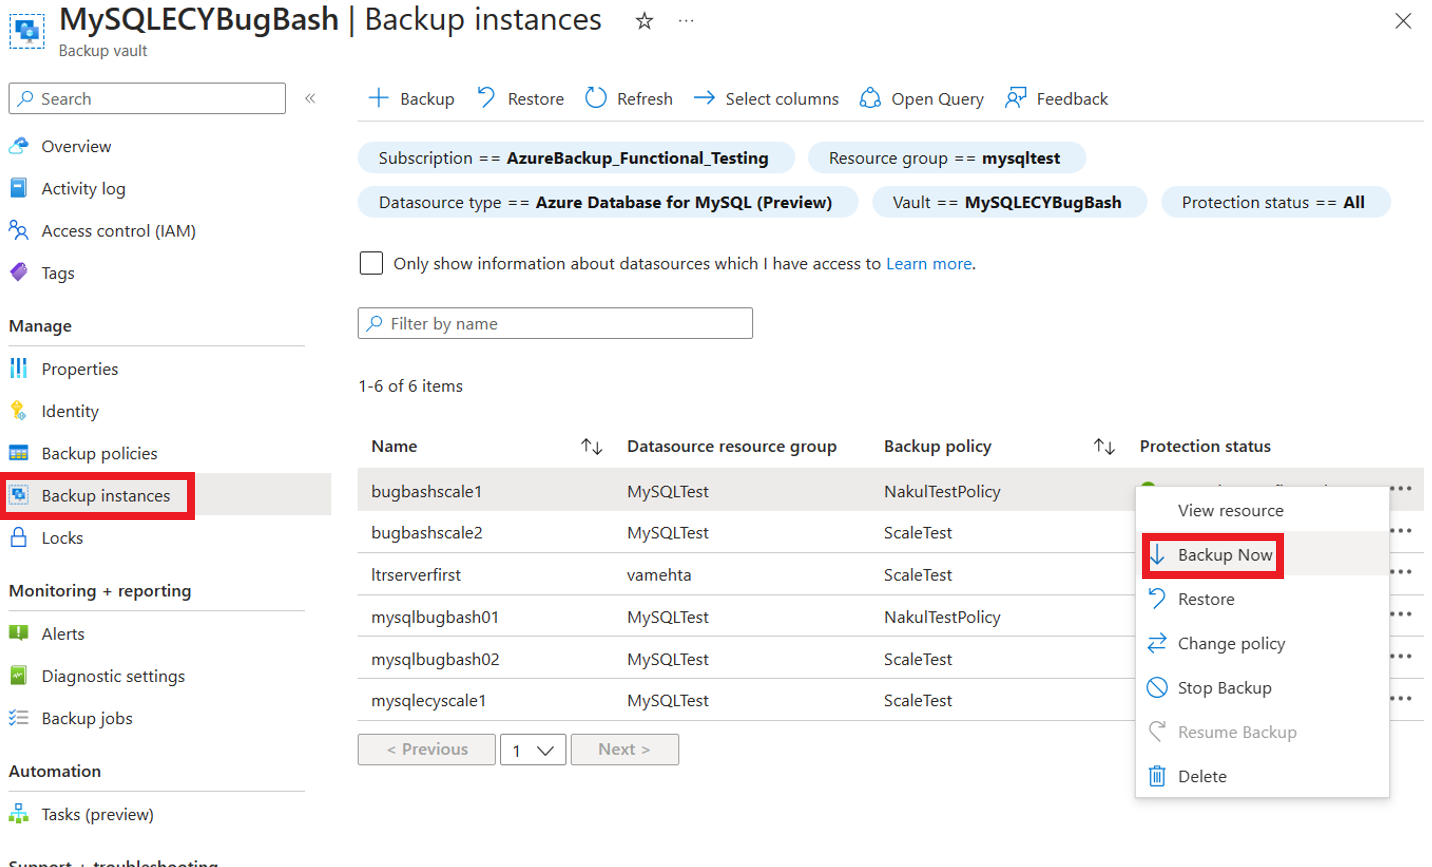 MySQLECYBugBash | Backup instances
Backup vault
Search
Overview
Activity log
Access control (IAM)
Tags
Manage
Properties
Identity
Backup policies
Backup instances
Locks
Monitoring + reporting
Alerts
Diagnostic settings
Backup jobs
Automation
Tasks (preview)
Support + troubleshooting
Backup Restore Refresh Select columns Open Query Feedback
Subscription == AzureBackup_Functional_Testing Resource group == mysqltest
Datasource type == Azure Database for MySQL (Preview) Vault == MySQLECYBugBash Protection status == All
Only show information about datasources which I have access to Learn more.
Filter by name
1-6 of 6 items
Name Datasource resource group Backup policy Protection status
bugbashscale1 MySQLTest NakulTestPolicy
bugbashscale2 MySQLTest ScaleTest
ltrserverfirst vamehta ScaleTest
mysqlbugbash01 MySQLTest NakulTestPolicy
mysqlbugbash02 MySQLTest ScaleTest
mysqlecyscale1 MySQLTest ScaleTest
< Previous 1 Next >
View resource
Backup Now
Restore
Change policy
Stop Backup
Resume Backup
Delete